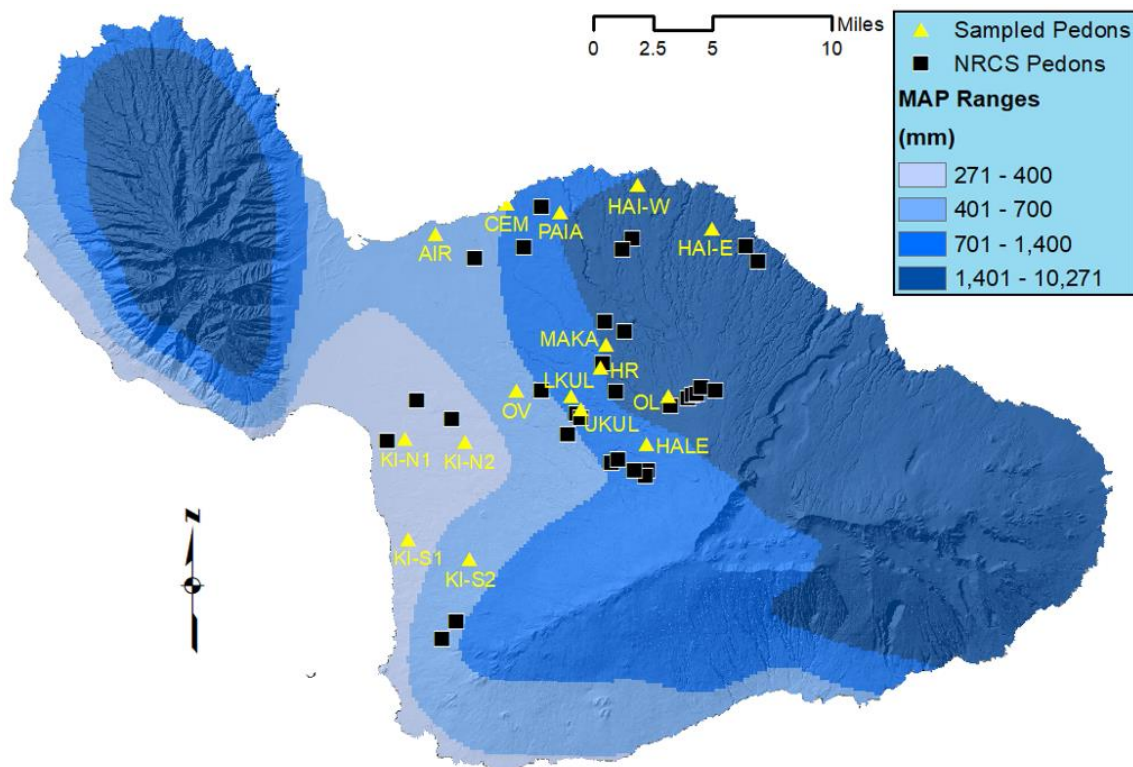 Miles
0 2.5 5 10
Sampled Pedons
NRCS Pedons
MAP Ranges
(mm)
271 - 400
401 - 700
701 - 1,400
1,401 - 10,271
HAI-W
CEM
PAIA
HAI-E
AIR
MAKA
HR
LKUL
OV
OL
UKUL
HALE
KI-N1
KI-N2
KI-S1
KI-S2
N